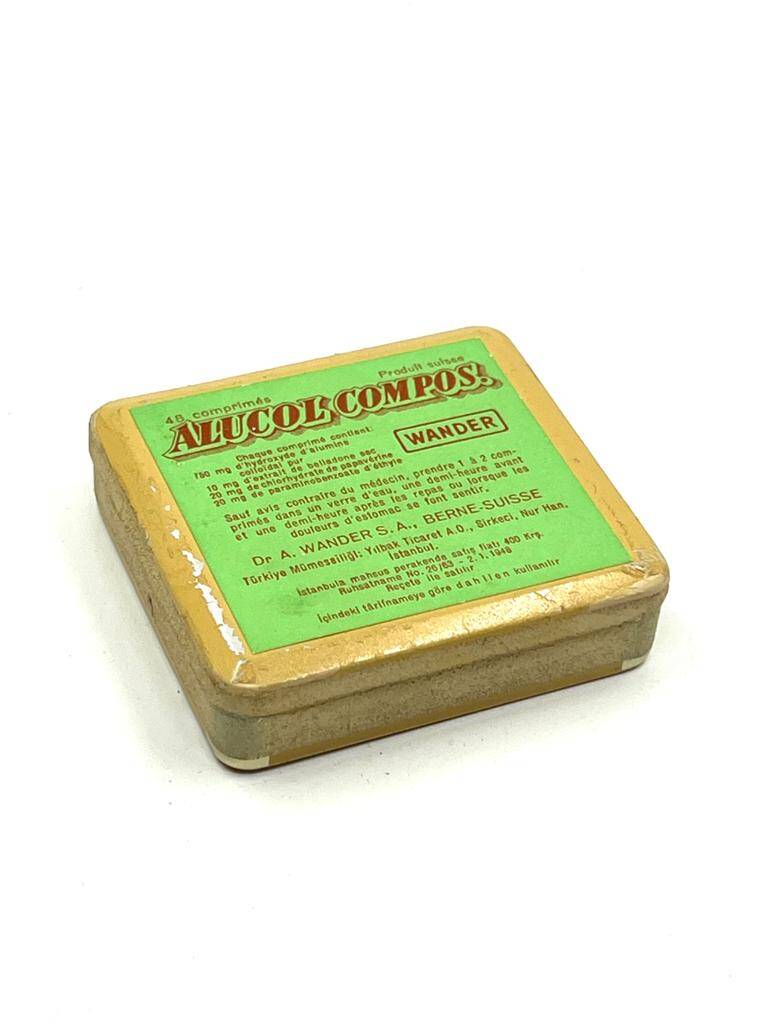 48 comprimés
Produit suisse
ALUCOL COMPOS.
WANDER
Chaque comprimé contient:
750 mg d'hydroxyde d'alumine
colloïdal pur
10 mg d'extrait de belladone sec
20 mg de chlorhydrate de papavérine
20 mg de paraminobenzoate d'éthyle
Sauf avis contraire du médecin, prendre 1 à 2 com-
primés dans un verre d'eau, une demi-heure avant
et une demi-heure après les repas ou lorsque les
douleurs d'estomac se font sentir.
Dr A. WANDER S. A., BERNE-SUISSE
Türkiye Mümessilliği: Yıbak Ticaret A.O., Sirkeci, Nur Han,
İstanbul.
İstanbula mahsus perakende satış fiatı 400 Krş.
Ruhsatname No. 26/63 - 2.1.1948
Reçete ile satılır
İçindeki târifnameye göre dahilen kullanılır